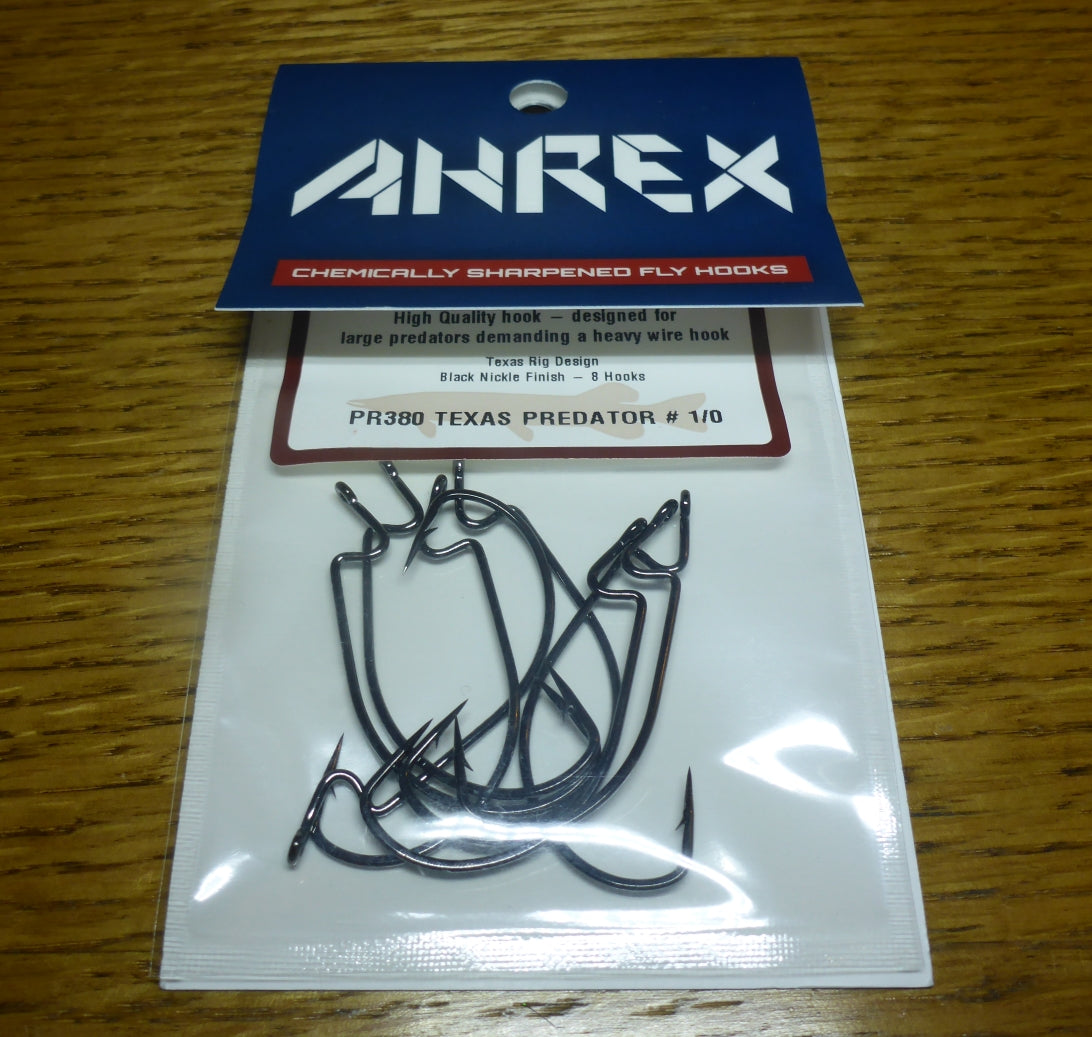 AHREX
CHEMICALLY SHARPENED FLY HOOKS
High Quality hook – designed for
large predators demanding a heavy wire hook
Texas Rig Design
Black Nickle Finish – 8 Hooks
PR380 TEXAS PREDATOR # 1/0